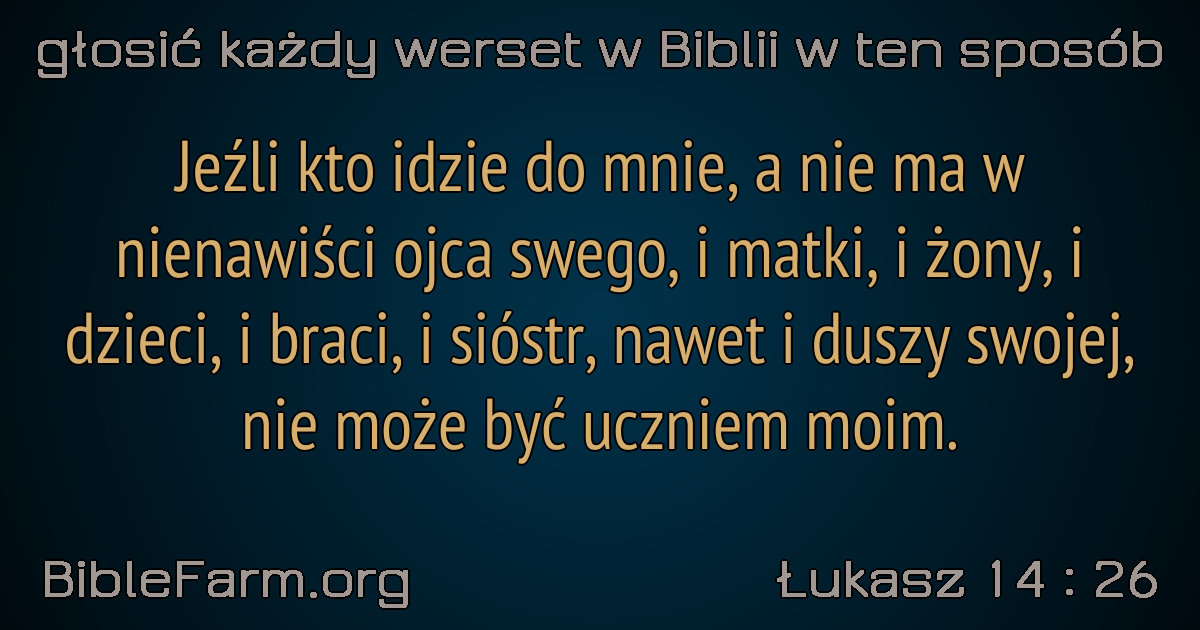 głosić każdy werset w Biblii w ten sposób
Jeźli kto idzie do mnie, a nie ma w
nienawiści ojca swego, i matki, i żony, i
dzieci, i braci, i sióstr, nawet i duszy swojej,
nie może być uczniem moim.
BibleFarm.org
Łukasz 14 : 26